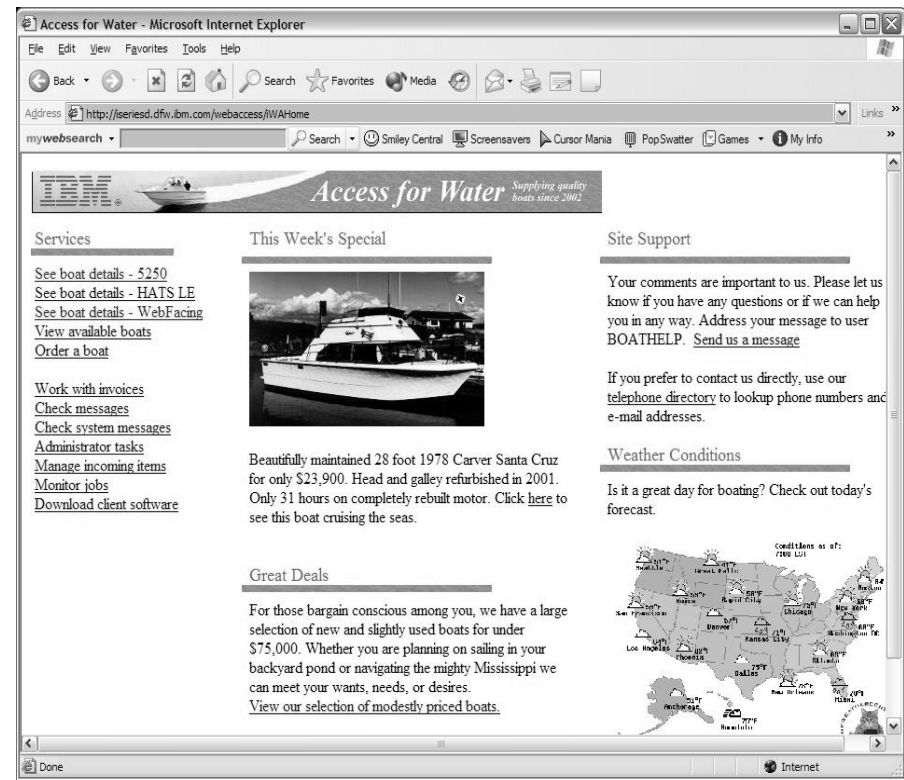 Access for Water - Microsoft Internet Explorer
File Edit View Favorites Tools Help
Back Search Favorites Media
Address http://iseriesd.dfw.ibm.com/webaccess/iWAHome Links »
mywebsearch Search Smiley Central Screensavers Cursor Mania PopSwatter Games My Info »
IBM® Access for Water Supplying quality
boats since 2002
Services
See boat details - 5250
See boat details - HATS LE
See boat details - WebFacing
View available boats
Order a boat
Work with invoices
Check messages
Check system messages
Administrator tasks
Manage incoming items
Monitor jobs
Download client software
This Week's Special
Beautifully maintained 28 foot 1978 Carver Santa Cruz
for only $23,900. Head and galley refurbished in 2001.
Only 31 hours on completely rebuilt motor. Click here to
see this boat cruising the seas.
Great Deals
For those bargain conscious among you, we have a large
selection of new and slightly used boats for under
$75,000. Whether you are planning on sailing in your
backyard pond or navigating the mighty Mississippi we
can meet your wants, needs, or desires.
View our selection of modestly priced boats.
Site Support
Your comments are important to us. Please let us
know if you have any questions or if we can help
you in any way. Address your message to user
BOATHELP. Send us a message
If you prefer to contact us directly, use our
telephone directory to lookup phone numbers and
e-mail addresses.
Weather Conditions
Is it a great day for boating? Check out today's
forecast.
Conditions as of:
Seattle
Great Falls
Boise
Rapid City
Boston
San Francisco
Denver
Chicago
New York
Kansas City
Washington DC
Los Angeles
Phoenix
Atlanta
Dallas
New Orleans
Miami
Anchorage
Honolulu
Done Internet